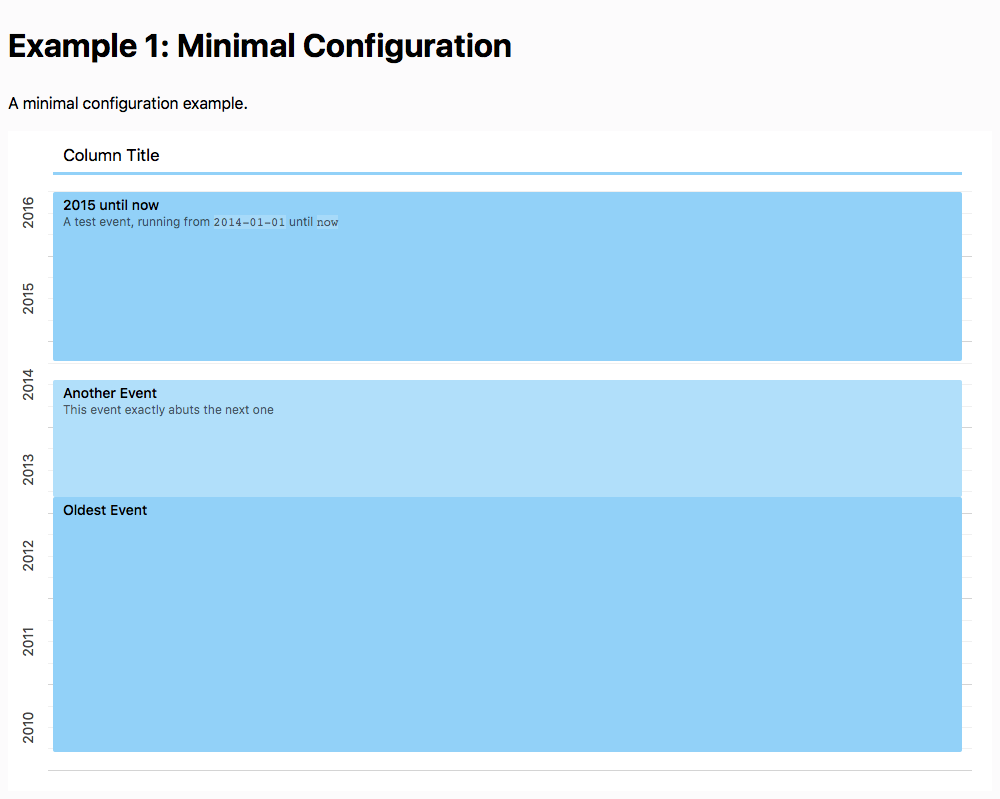 Example 1: Minimal Configuration
A minimal configuration example.
Column Title
2016
2015 until now
A test event, running from 2014-01-01 until now
2015
2014
Another Event
This event exactly abuts the next one
2013
Oldest Event
2012
2011
2010